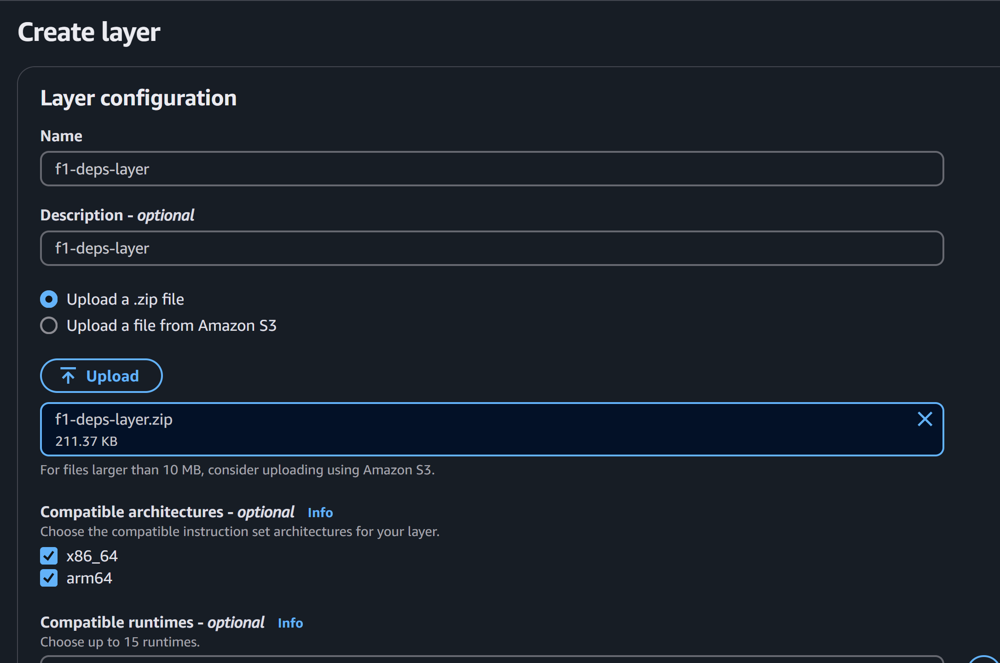 Create layer
Layer configuration
Name
f1-deps-layer
Description - optional
f1-deps-layer
Upload a .zip file
Upload a file from Amazon S3
Upload
f1-deps-layer.zip
211.37 KB
For files larger than 10 MB, consider uploading using Amazon S3.
Compatible architectures - optional Info
Choose the compatible instruction set architectures for your layer.
x86_64
arm64
Compatible runtimes - optional Info
Choose up to 15 runtimes.